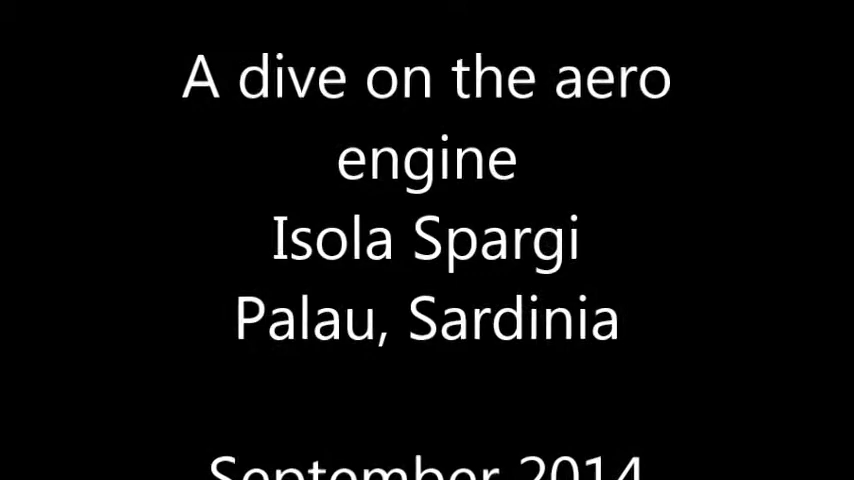 A dive on the aero
engine
Isola Spargi
Palau, Sardinia
September 2014